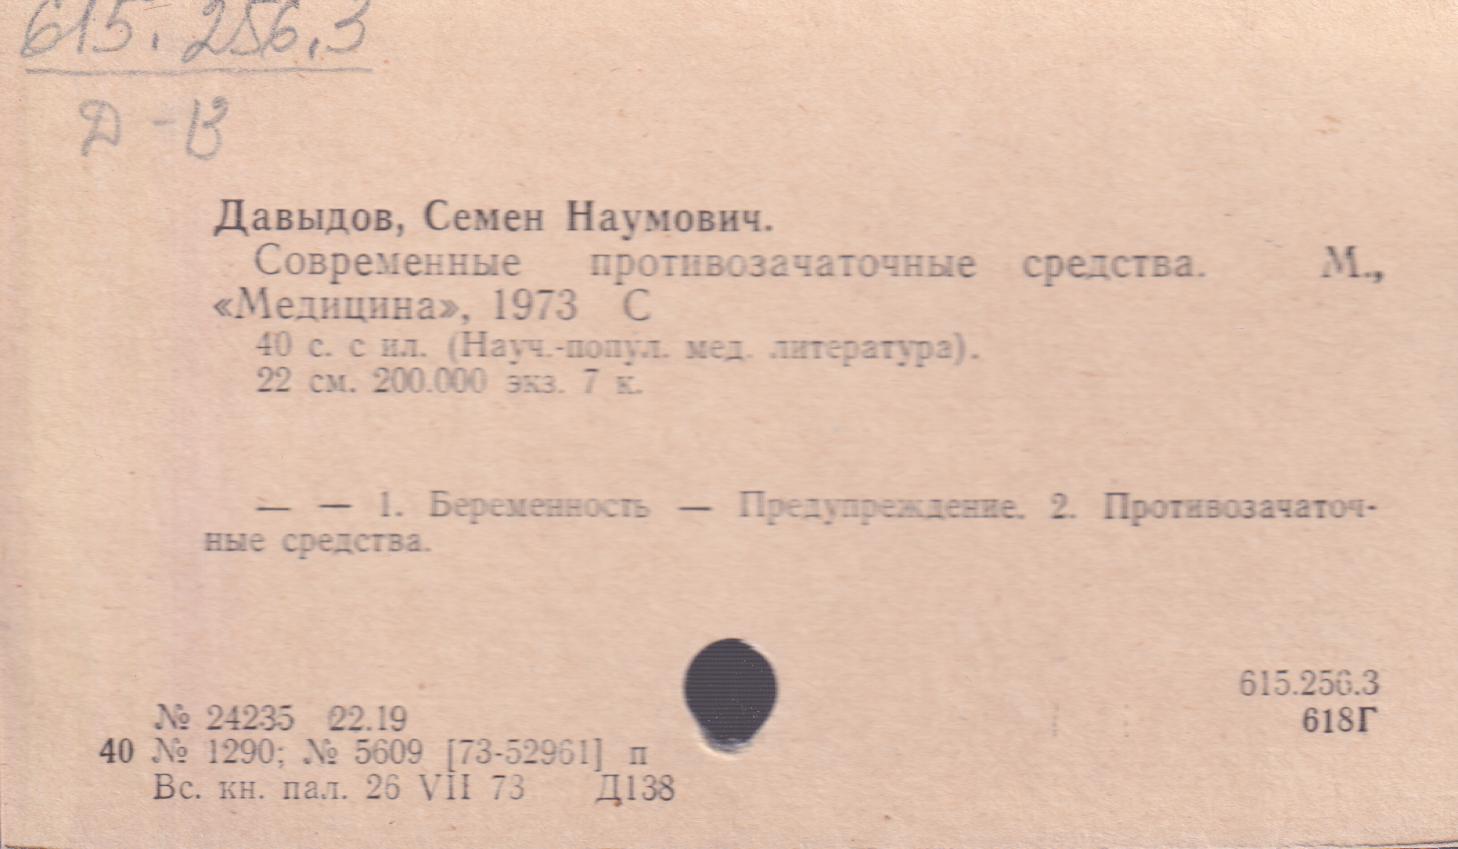 615.256.3
Д-В
Давыдов, Семен Наумович.
Современные противозачаточные средства. М.,
«Медицина», 1973 С
40 с. с ил. (Науч.-попул. мед. литература).
22 см. 200.000 экз. 7 к.
— — 1. Беременность — Предупреждение. 2. Противозачаточ-
ные средства.
615.256.3
618Г
№ 24235 22.19
40 № 1290; № 5609 [73-52961] п
Вс. кн. пал. 26 VII 73 Д138